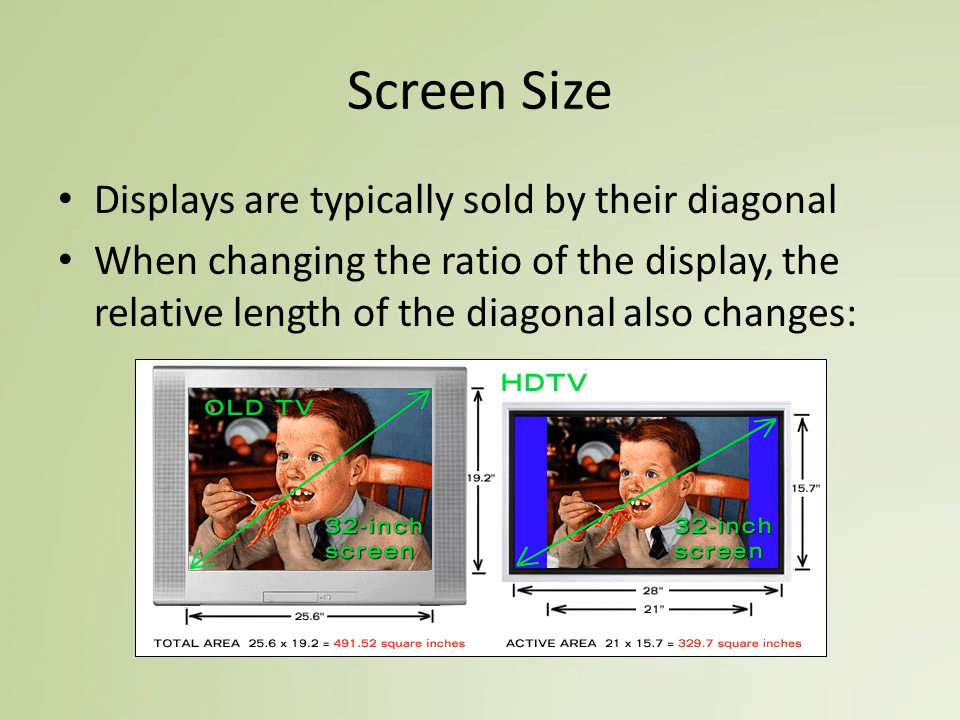 Screen Size
• Displays are typically sold by their diagonal
• When changing the ratio of the display, the
relative length of the diagonal also changes:
OLD TV
32-inch
screen
19.2"
25.6"
TOTAL AREA 25.6 x 19.2 = 491.52 square inches
HDTV
32-inch
screen
15.7"
28"
21"
ACTIVE AREA 21 x 15.7 = 329.7 square inches